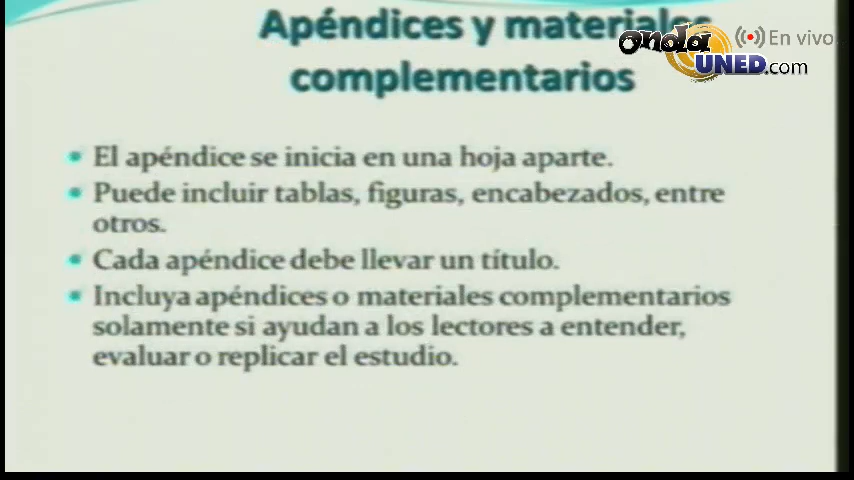 Apéndices y materiales
complementarios
onda
UNED.com
En vivo
El apéndice se inicia en una hoja aparte.
Puede incluir tablas, figuras, encabezados, entre
otros.
Cada apéndice debe llevar un título.
Incluya apéndices o materiales complementarios
solamente si ayudan a los lectores a entender,
evaluar o replicar el estudio.